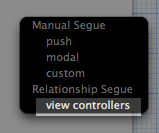 Manual Segue
push
modal
custom
Relationship Segue
view controllers